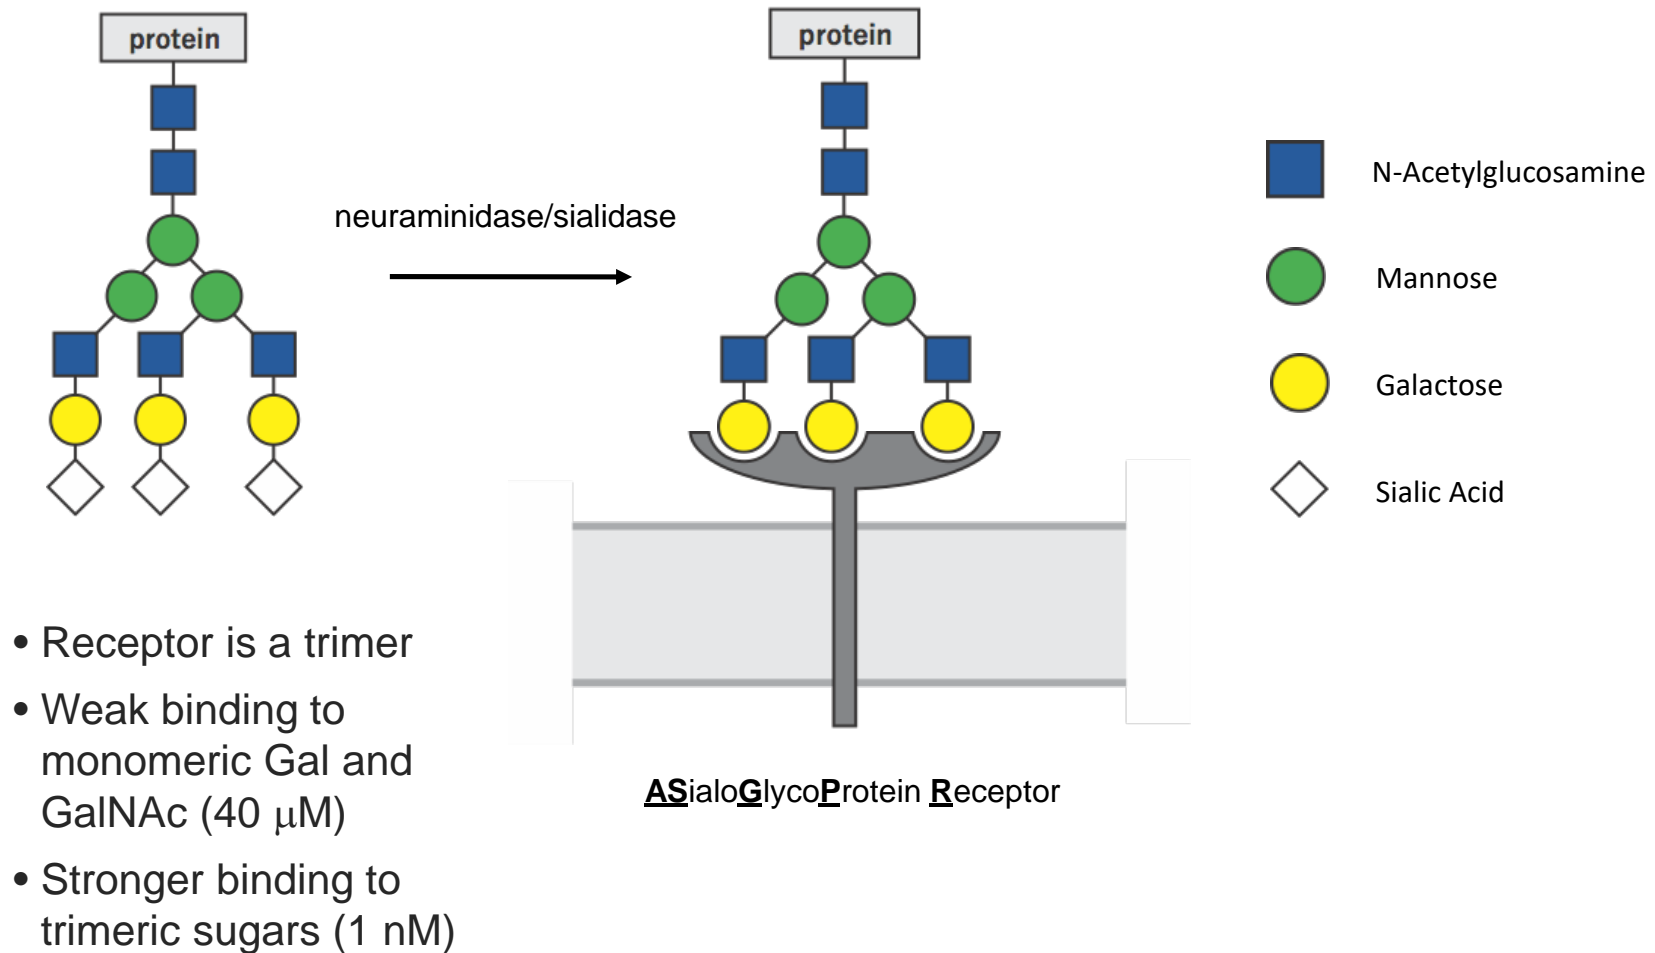 protein
protein
neuraminidase/sialidase
N-Acetylglucosamine
Mannose
Galactose
Sialic Acid
• Receptor is a trimer
• Weak binding to
monomeric Gal and
GalNAc (40 μM)
• Stronger binding to
trimeric sugars (1 nM)
ASialoGlycoProtein Receptor